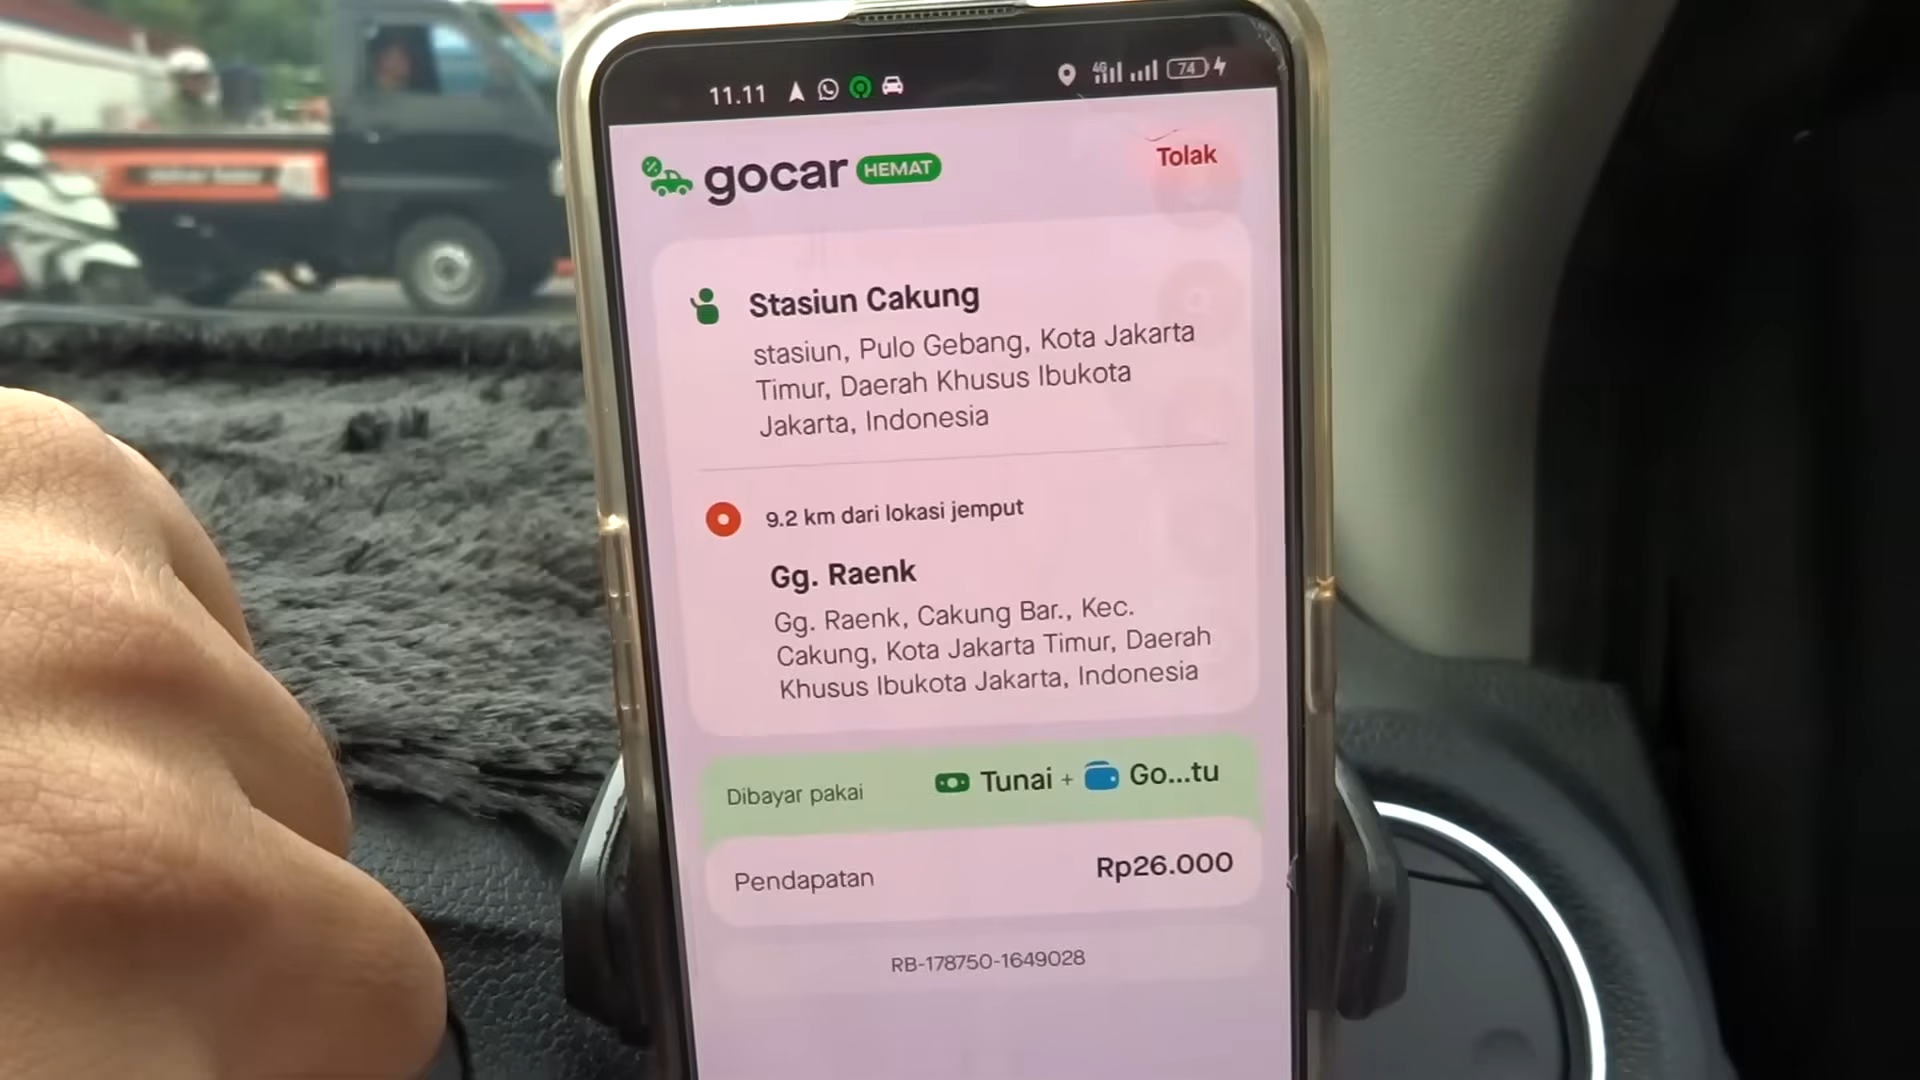 11.11
4G
74
gocar HEMAT
Tolak
Stasiun Cakung
stasiun, Pulo Gebang, Kota Jakarta
Timur, Daerah Khusus Ibukota
Jakarta, Indonesia
9.2 km dari lokasi jemput
Gg. Raenk
Gg. Raenk, Cakung Bar., Kec.
Cakung, Kota Jakarta Timur, Daerah
Khusus Ibukota Jakarta, Indonesia
Dibayar pakai Tunai + Go...tu
Pendapatan Rp26.000
RB-178750-1649028